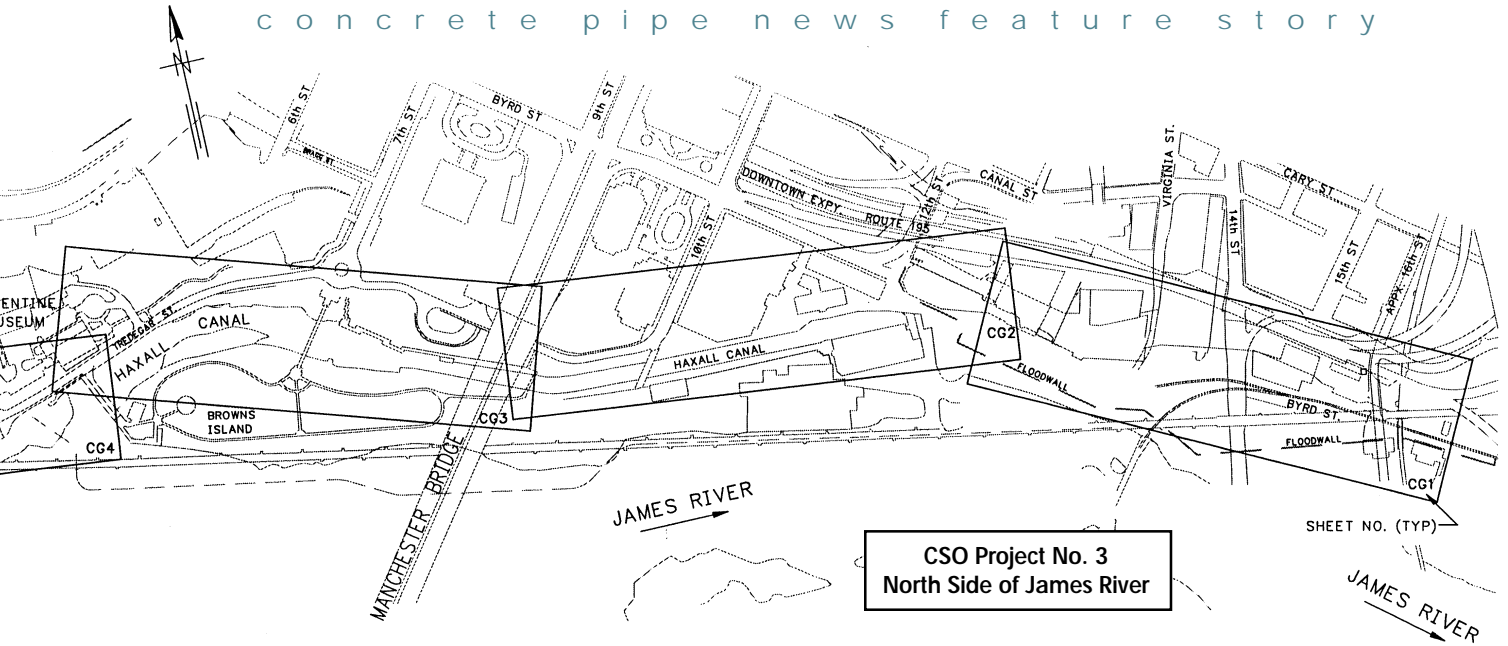 concrete pipe news feature story
6th ST
7th ST
BYRD ST
9th ST
10th ST
DOWNTOWN EXPY.
ROUTE 195
12th ST
CANAL ST
VIRGINIA ST.
14th ST
CARY ST
15th ST
APPX. 16th ST
ENTINE
USEUM
TREDEGAR ST.
HAXALL
CANAL
BROWNS
ISLAND
HAXALL CANAL
CG4
CG3
CG2
CG1
FLOODWALL
BYRD ST
FLOODWALL
MANCHESTER BRIDGE
JAMES RIVER
SHEET NO. (TYP)
CSO Project No. 3
North Side of James River
JAMES RIVER